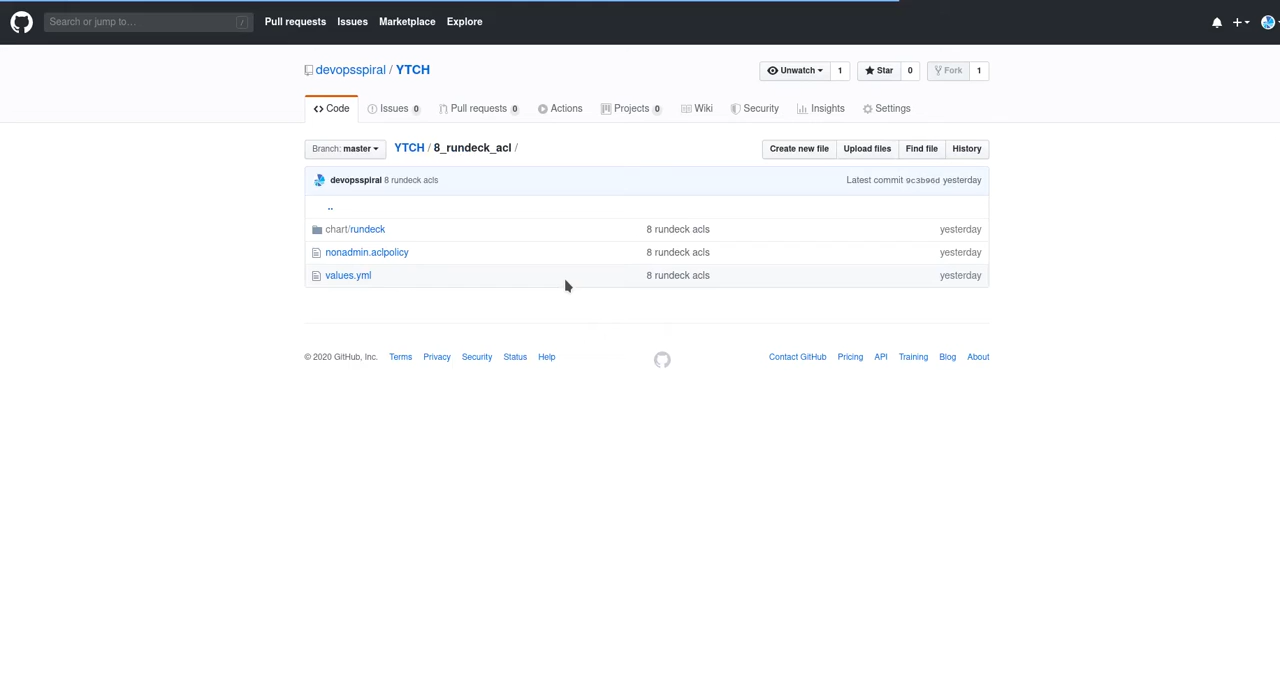 Search or jump to… / Pull requests Issues Marketplace Explore
devopsspiral / YTCH Unwatch 1 Star 0 Fork 1
Code Issues 0 Pull requests 0 Actions Projects 0 Wiki Security Insights Settings
Branch: master YTCH / 8_rundeck_acl / Create new file Upload files Find file History
devopsspiral 8 rundeck acls Latest commit 9c3b96d yesterday
..
chart/rundeck 8 rundeck acls yesterday
nonadmin.aclpolicy 8 rundeck acls yesterday
values.yml 8 rundeck acls yesterday
© 2020 GitHub, Inc. Terms Privacy Security Status Help Contact GitHub Pricing API Training Blog About